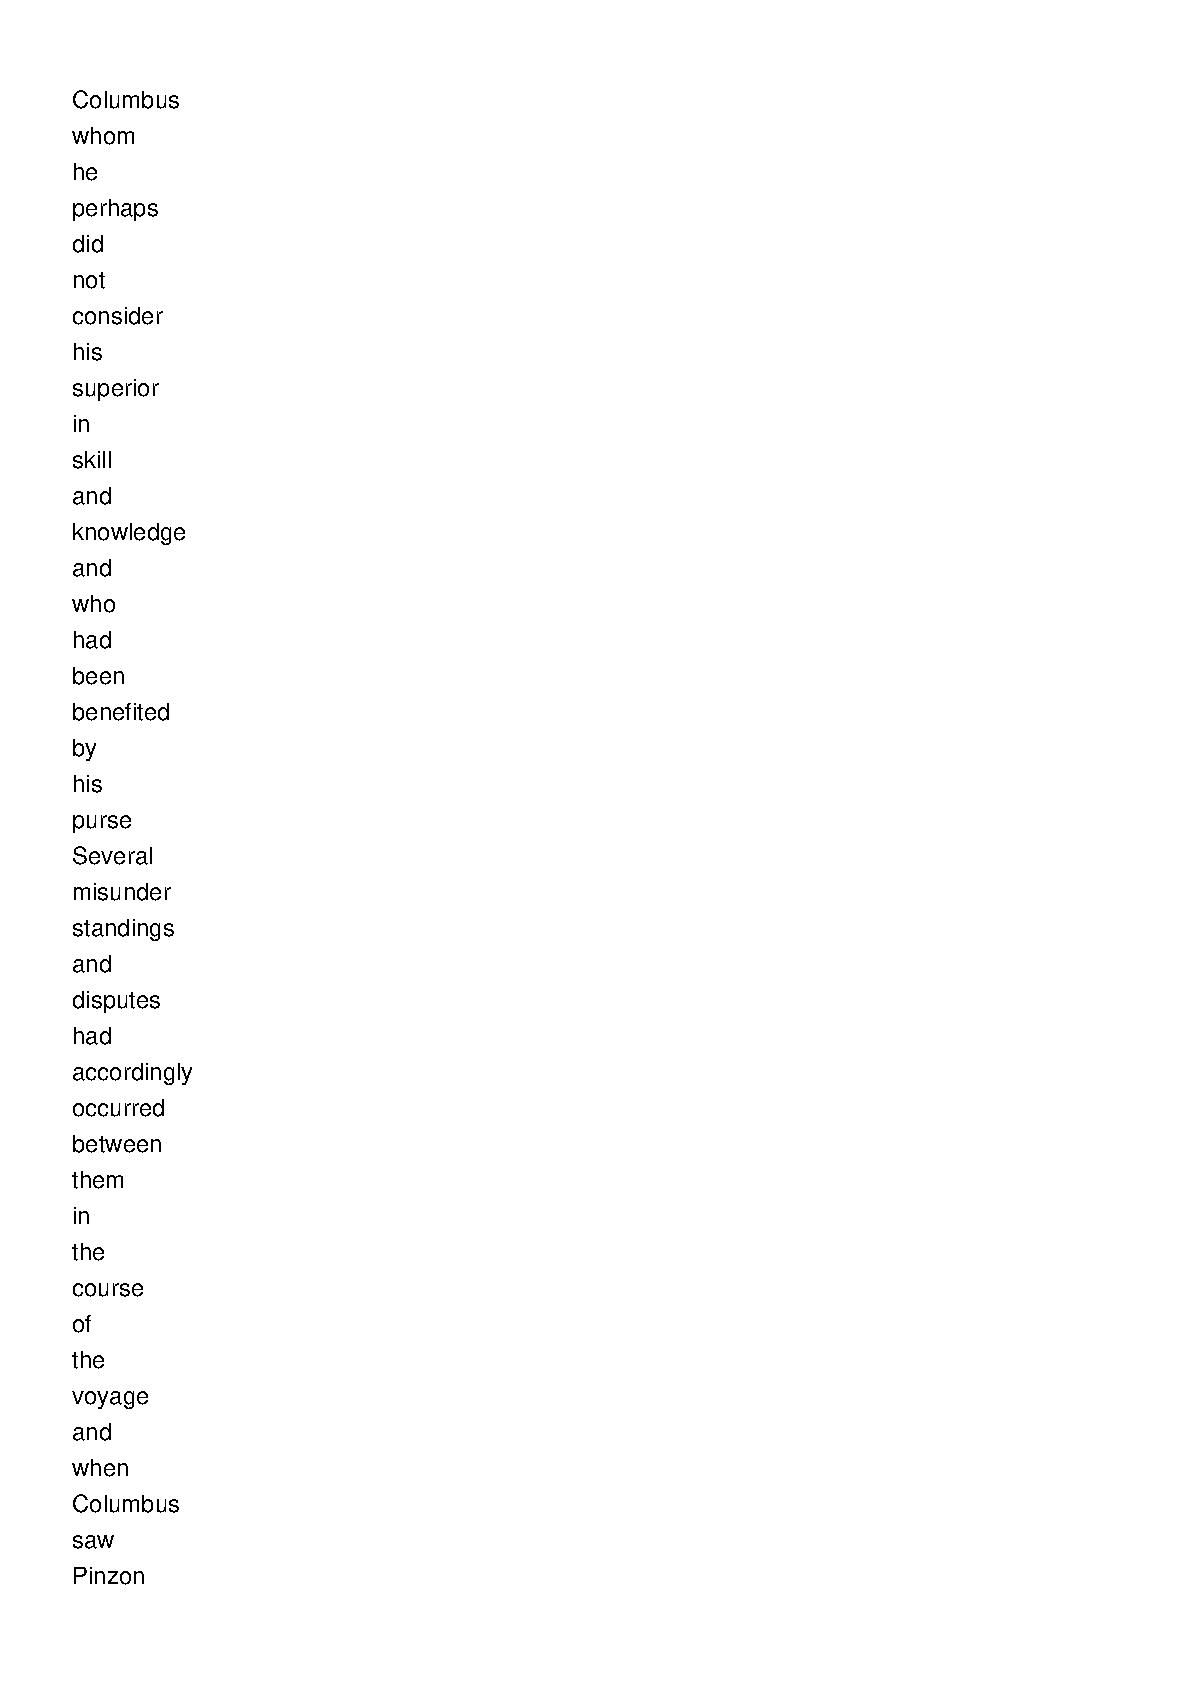 Columbus
whom
he
perhaps
did
not
consider
his
superior
in
skill
and
knowledge
and
who
had
been
benefited
by
his
purse
Several
misunder
standings
and
disputes
had
accordingly
occurred
between
them
in
the
course
of
the
voyage
and
when
Columbus
saw
Pinzon